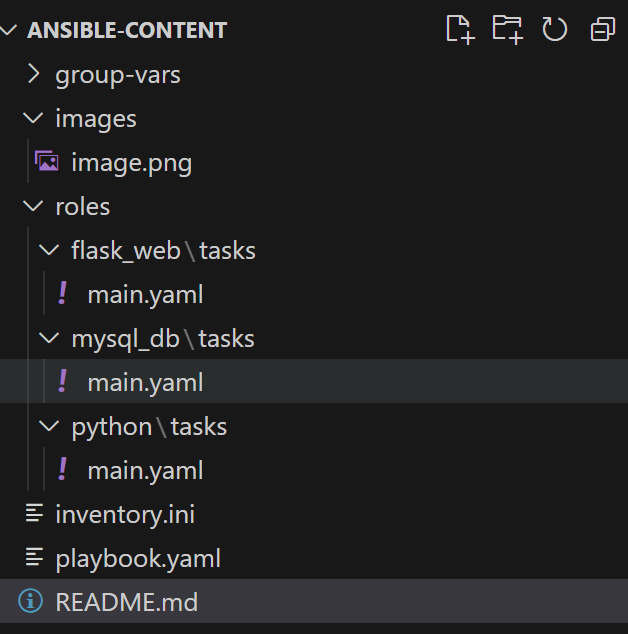 ANSIBLE-CONTENT
group-vars
images
image.png
roles
flask_web\tasks
! main.yaml
mysql_db\tasks
! main.yaml
python\tasks
! main.yaml
inventory.ini
playbook.yaml
README.md